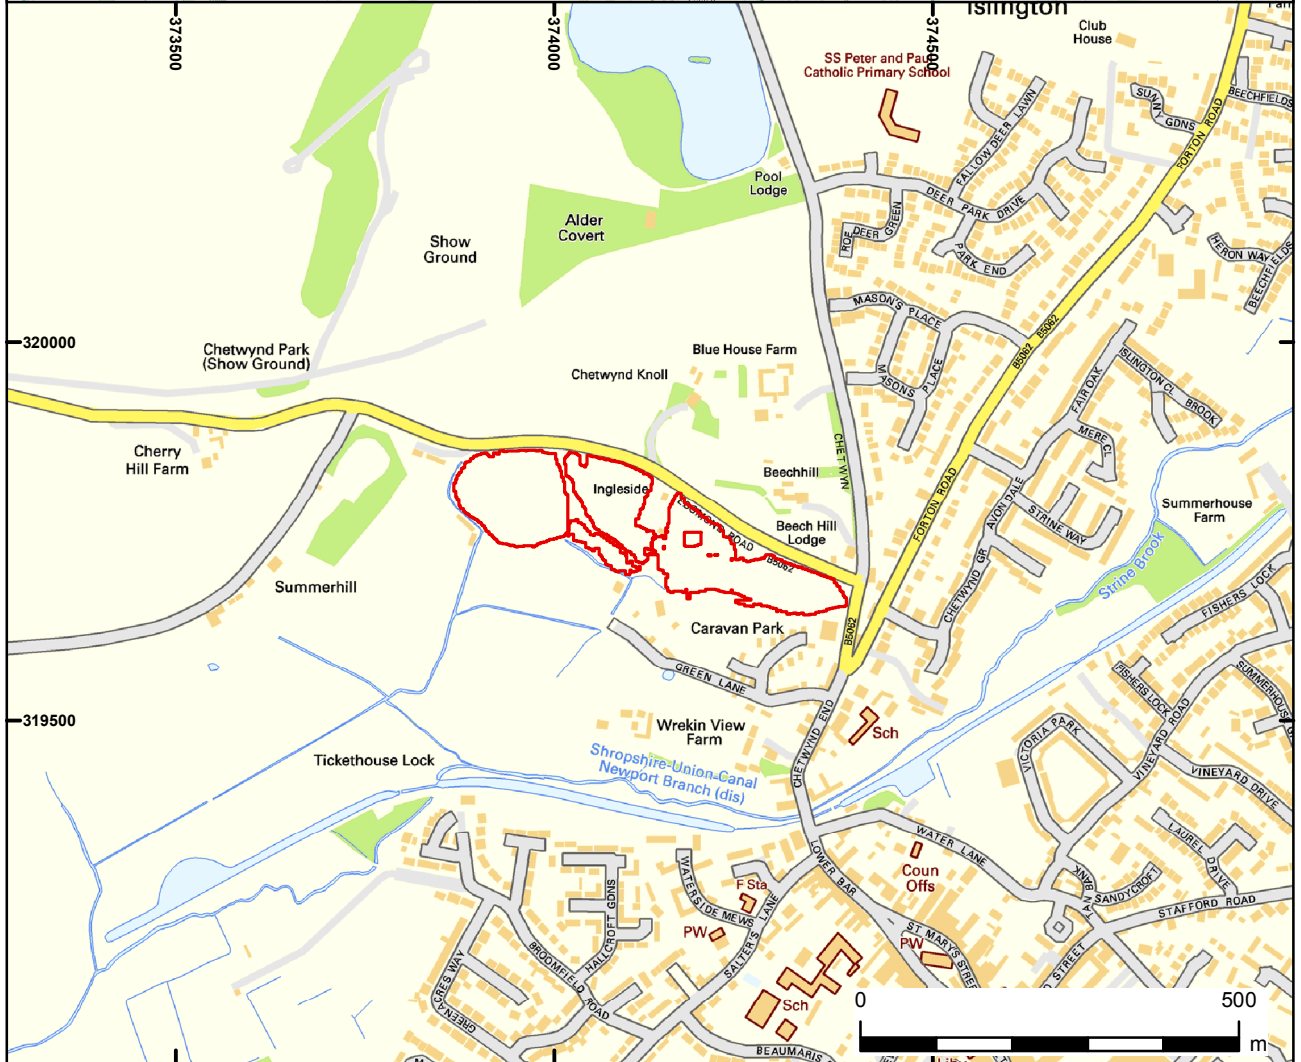 Islington
373500
374000
374500
Club
House
SS Peter and Paul
Catholic Primary School
SUNNY GDNS
BEECHFIELDS
FORTON ROAD
FALLOW DEER LAWN
Pool
Lodge
DEER PARK DRIVE
ROE DEER GREEN
PARK END
Alder
Covert
Show
Ground
HERON WAY
BEECHFIELDS
MASON'S PLACE
B5062
B5062
320000
Chetwynd Park
(Show Ground)
Blue House Farm
Chetwynd Knoll
MASONS PLACE
ISLINGTON CL
BROOK
FAIR OAK
MERE CL
CHETWYN
Cherry
Hill Farm
Beechhill
Ingleside
FORTON ROAD
AVONDALE
STRINE WAY
Summerhouse
Farm
Beech Hill
Lodge
ROAD
B5062
Summerhill
Strine Brook
CHETWYND GR
FISHERS LOCK
Caravan Park
B5062
GREEN LANE
FISHERS LOCK
SUMMERHOUS
319500
Wrekin View
Farm
Sch
CHETWYND END
VICTORIA PARK
VINEYARD ROAD
VINEYARD DRIVE
Tickethouse Lock
Shropshire-Union-Canal
Newport Branch (dis)
WATER LANE
LAUREL DRIVE
LOWER BAR
Coun
Offs
F Sta
WATERSIDE MEWS
SALTER'S LANE
BANK
SANDYCROFT
STAFFORD ROAD
HALLCROFT GDNS
PW
ST MARYS STREE
PW
BROOMFIELD ROAD
GREENACRES WAY
STREET
Sch
BEAUMARIS
0
500
m